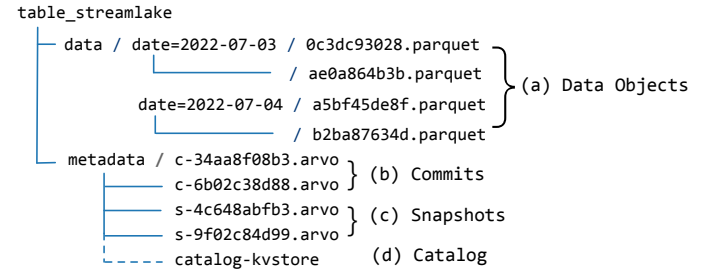 table_streamlake
data / date=2022-07-03 / 0c3dc93028.parquet
/ ae0a864b3b.parquet
(a) Data Objects
date=2022-07-04 / a5bf45de8f.parquet
/ b2ba87634d.parquet
metadata / c-34aa8f08b3.arvo
c-6b02c38d88.arvo
(b) Commits
s-4c648abfb3.arvo
s-9f02c84d99.arvo
(c) Snapshots
catalog-kvstore
(d) Catalog